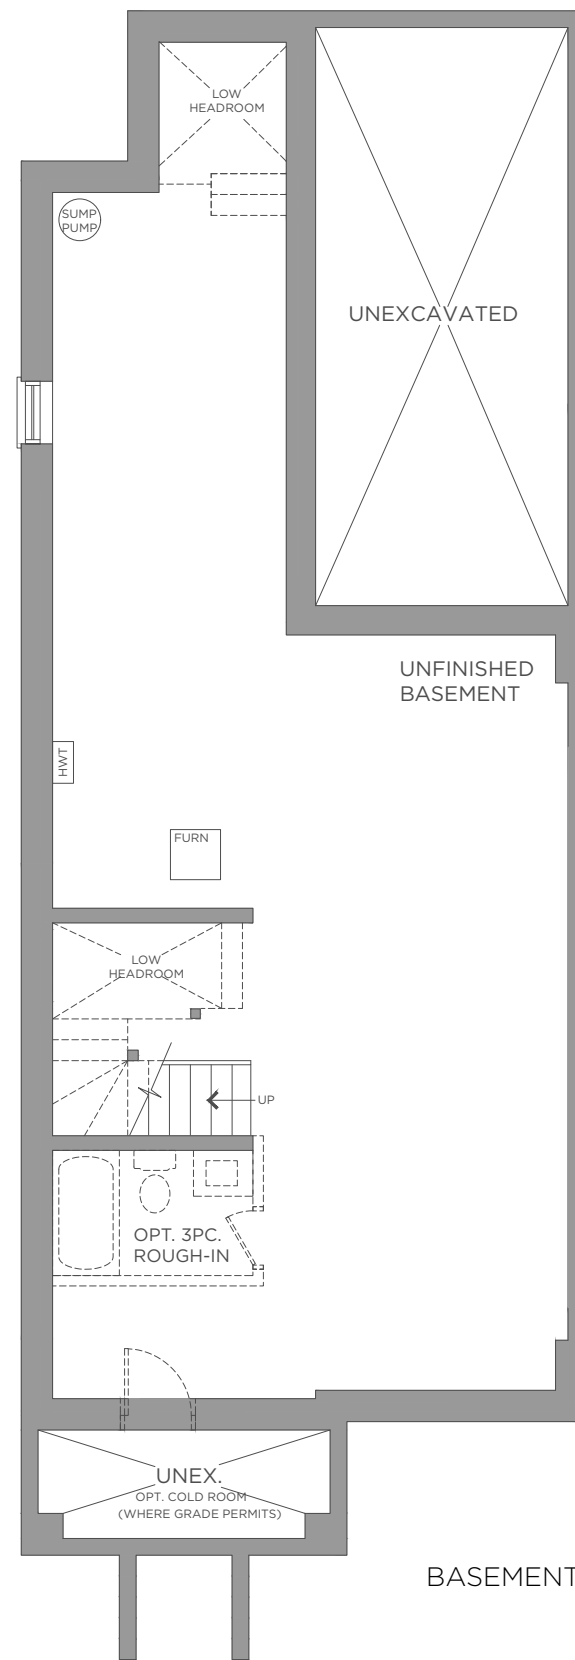 LOW
HEADROOM
SUMP
PUMP
UNEXCAVATED
UNFINISHED
BASEMENT
HWT
FURN
LOW
HEADROOM
UP
OPT. 3PC.
ROUGH-IN
UNEX.
OPT. COLD ROOM
(WHERE GRADE PERMITS)
BASEMENT